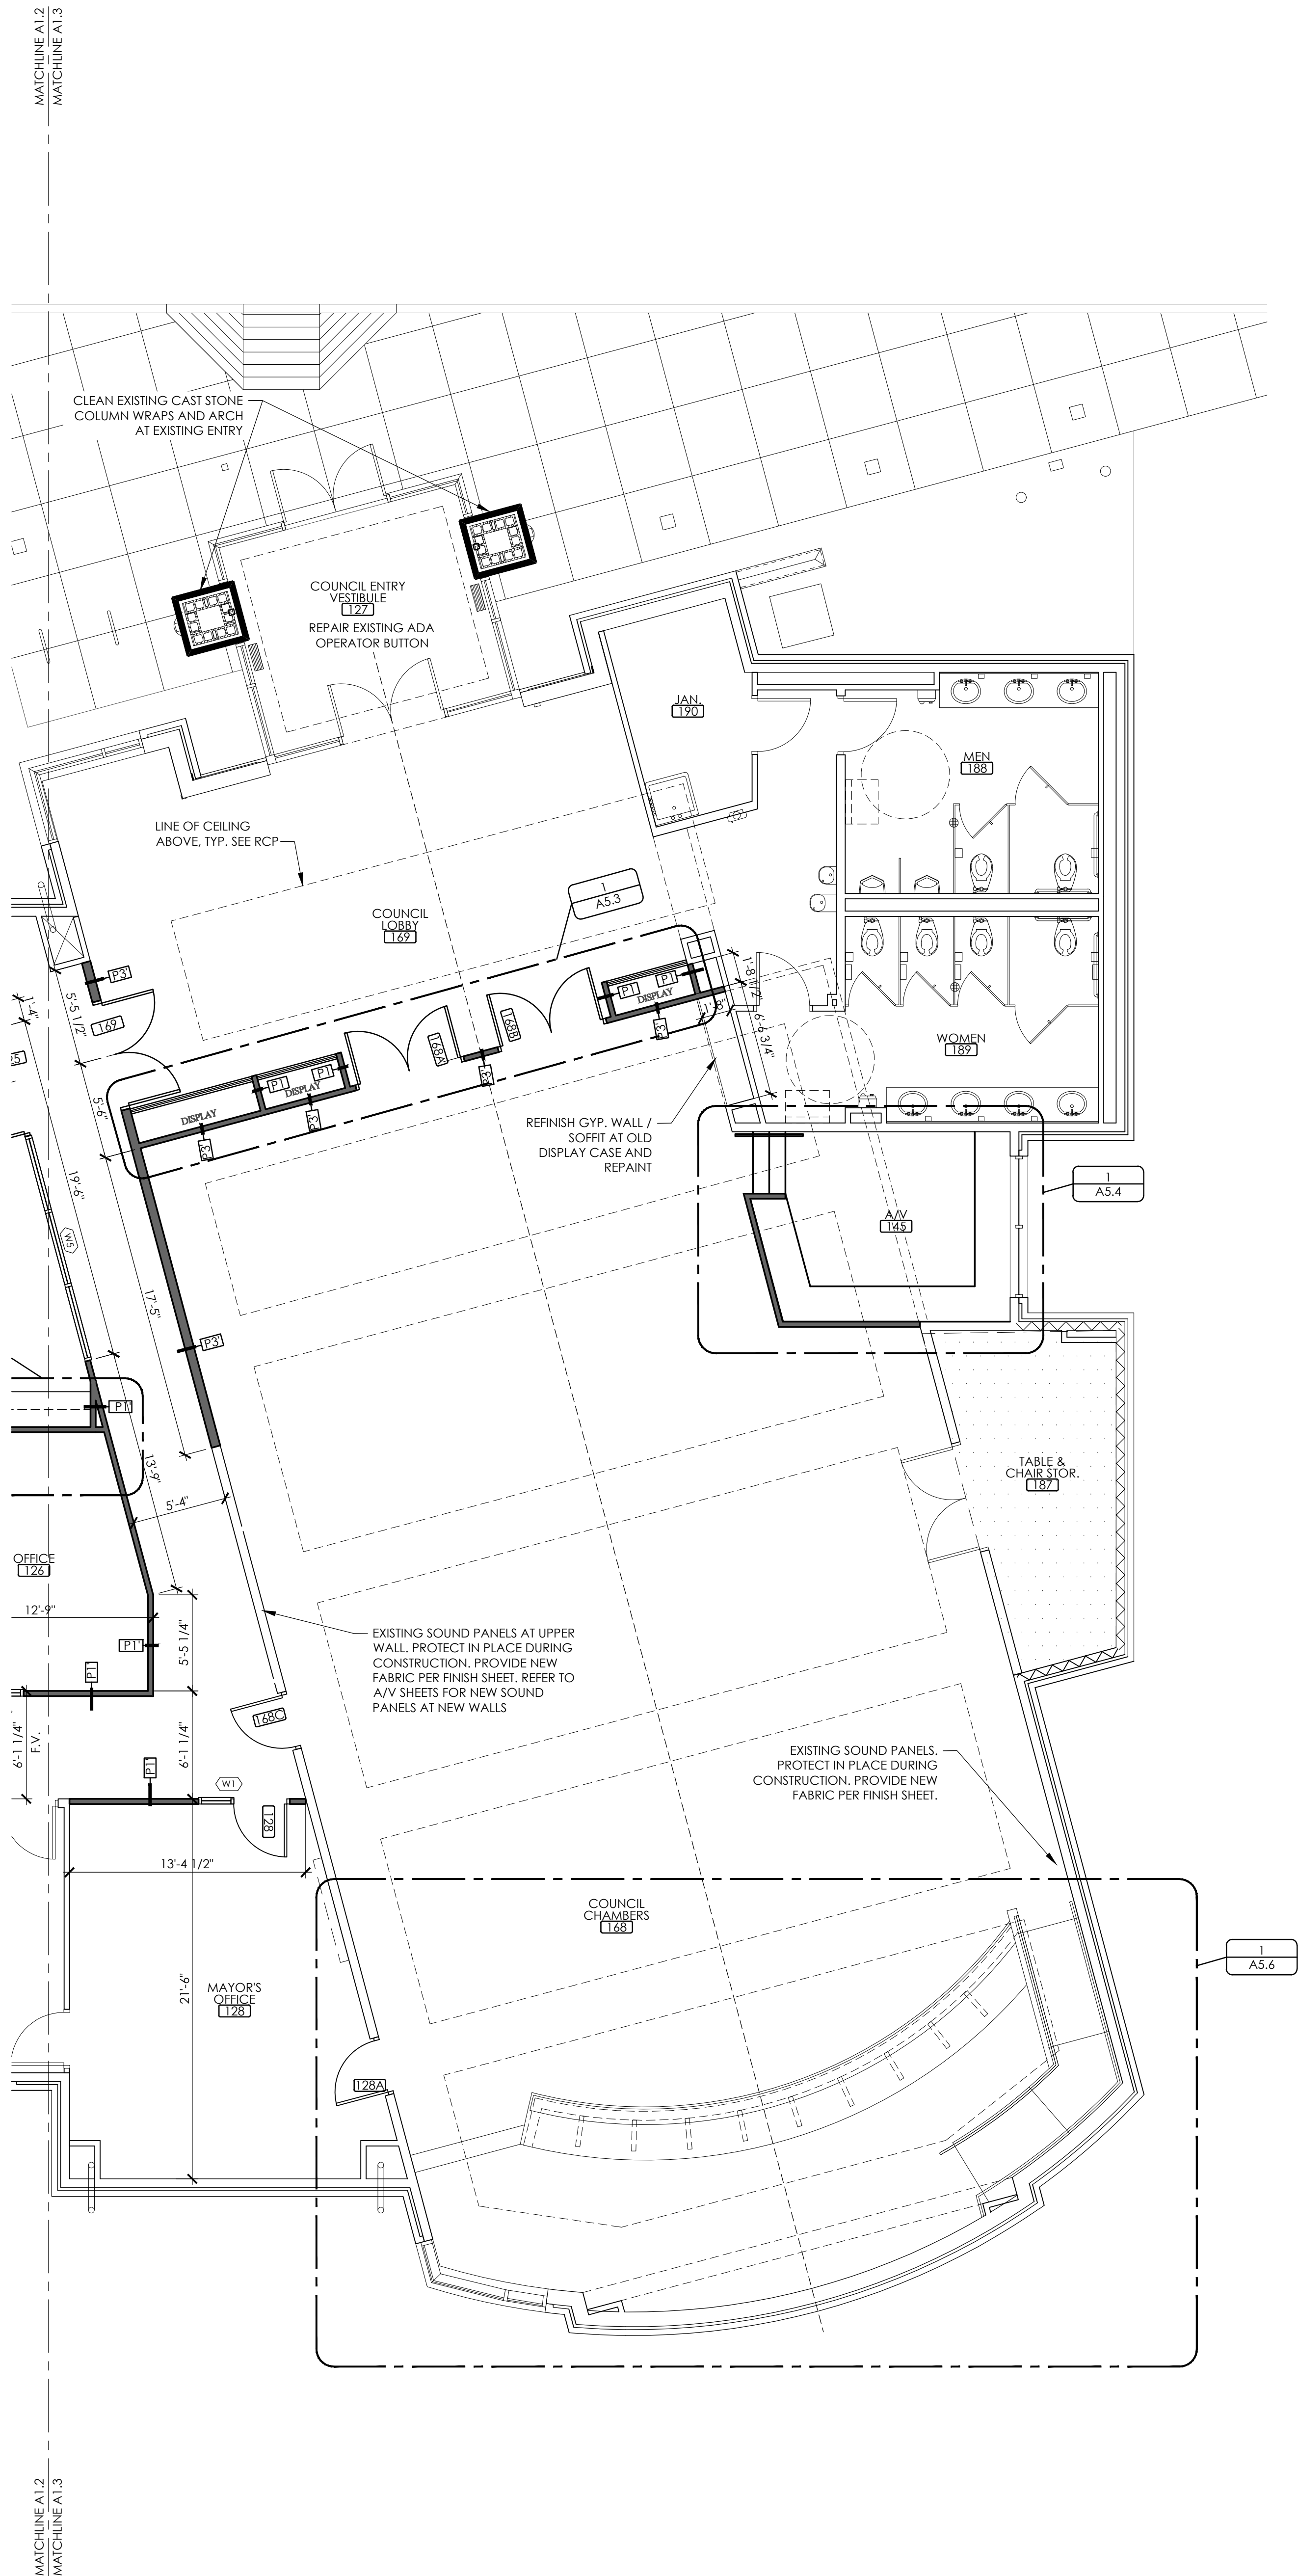 MATCHLINE A1.2
MATCHLINE A1.3
CLEAN EXISTING CAST STONE
COLUMN WRAPS AND ARCH
AT EXISTING ENTRY
COUNCIL ENTRY
VESTIBULE
127
REPAIR EXISTING ADA
OPERATOR BUTTON
JAN.
190
MEN
188
LINE OF CEILING
ABOVE, TYP. SEE RCP
1
A5.3
COUNCIL
LOBBY
169
P3'
169
5'-5 1/2"
1'-4"
5'-6"
P1
P1
DISPLAY
P3'
1'-8 1/2"
1'-8"
6'-6 3/4"
168B
168A
P3'
P1
P1
DISPLAY
DISPLAY
P3'
P3'
WOMEN
189
REFINISH GYP. WALL /
SOFFIT AT OLD
DISPLAY CASE AND
REPAINT
1
A5.4
A/V
145
19'-6"
W5
17'-5"
P3'
P1'
13'-9"
5'-4"
TABLE &
CHAIR STOR.
187
OFFICE
126
12'-9"
P1'
5'-5 1/4"
P1'
EXISTING SOUND PANELS AT UPPER
WALL. PROTECT IN PLACE DURING
CONSTRUCTION. PROVIDE NEW
FABRIC PER FINISH SHEET. REFER TO
A/V SHEETS FOR NEW SOUND
PANELS AT NEW WALLS
168C
6'-1 1/4"
F.V.
6'-1 1/4"
P1'
W1
128
EXISTING SOUND PANELS.
PROTECT IN PLACE DURING
CONSTRUCTION. PROVIDE NEW
FABRIC PER FINISH SHEET.
13'-4 1/2"
COUNCIL
CHAMBERS
168
1
A5.6
21'-6"
MAYOR'S
OFFICE
128
128A
MATCHLINE A1.2
MATCHLINE A1.3